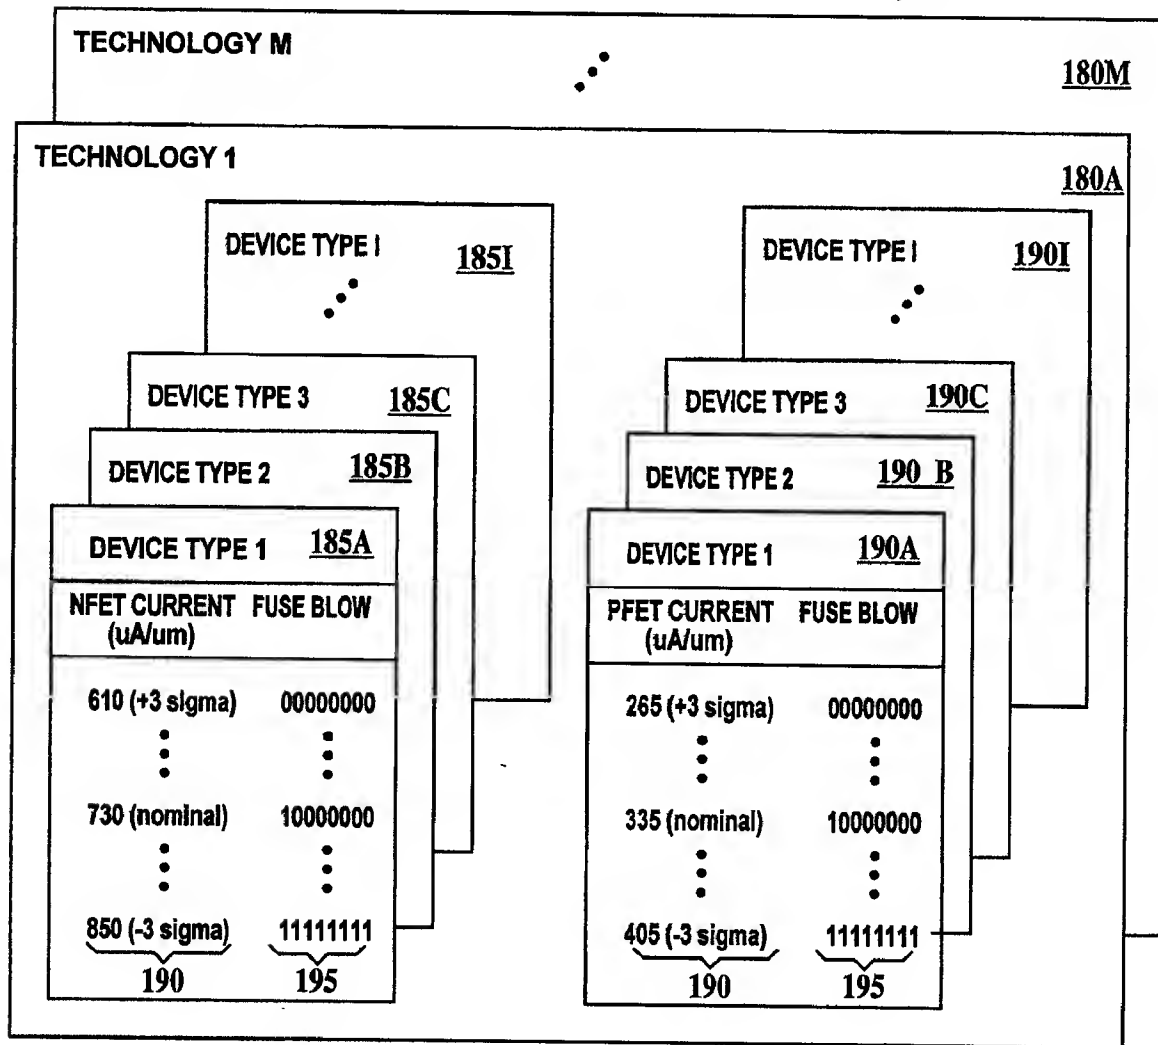 TECHNOLOGY M
180M
TECHNOLOGY 1
180A
DEVICE TYPE I 185I
DEVICE TYPE 3 185C
DEVICE TYPE 2 185B
DEVICE TYPE 1 185A
NFET CURRENT FUSE BLOW
(uA/um)
610 (+3 sigma) 00000000
730 (nominal) 10000000
850 (-3 sigma) 11111111
190 195
DEVICE TYPE I 190I
DEVICE TYPE 3 190C
DEVICE TYPE 2 190 B
DEVICE TYPE 1 190A
PFET CURRENT FUSE BLOW
(uA/um)
265 (+3 sigma) 00000000
335 (nominal) 10000000
405 (-3 sigma) 11111111
190 195